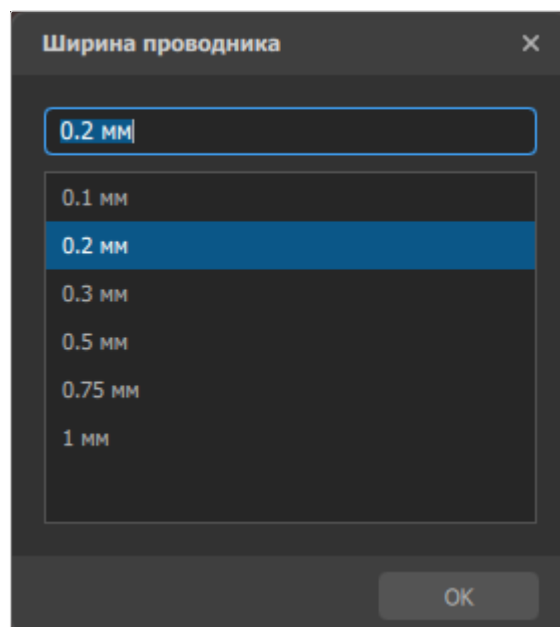 Ширина проводника
0.2 мм
0.1 мм
0.2 мм
0.3 мм
0.5 мм
0.75 мм
1 мм
OK